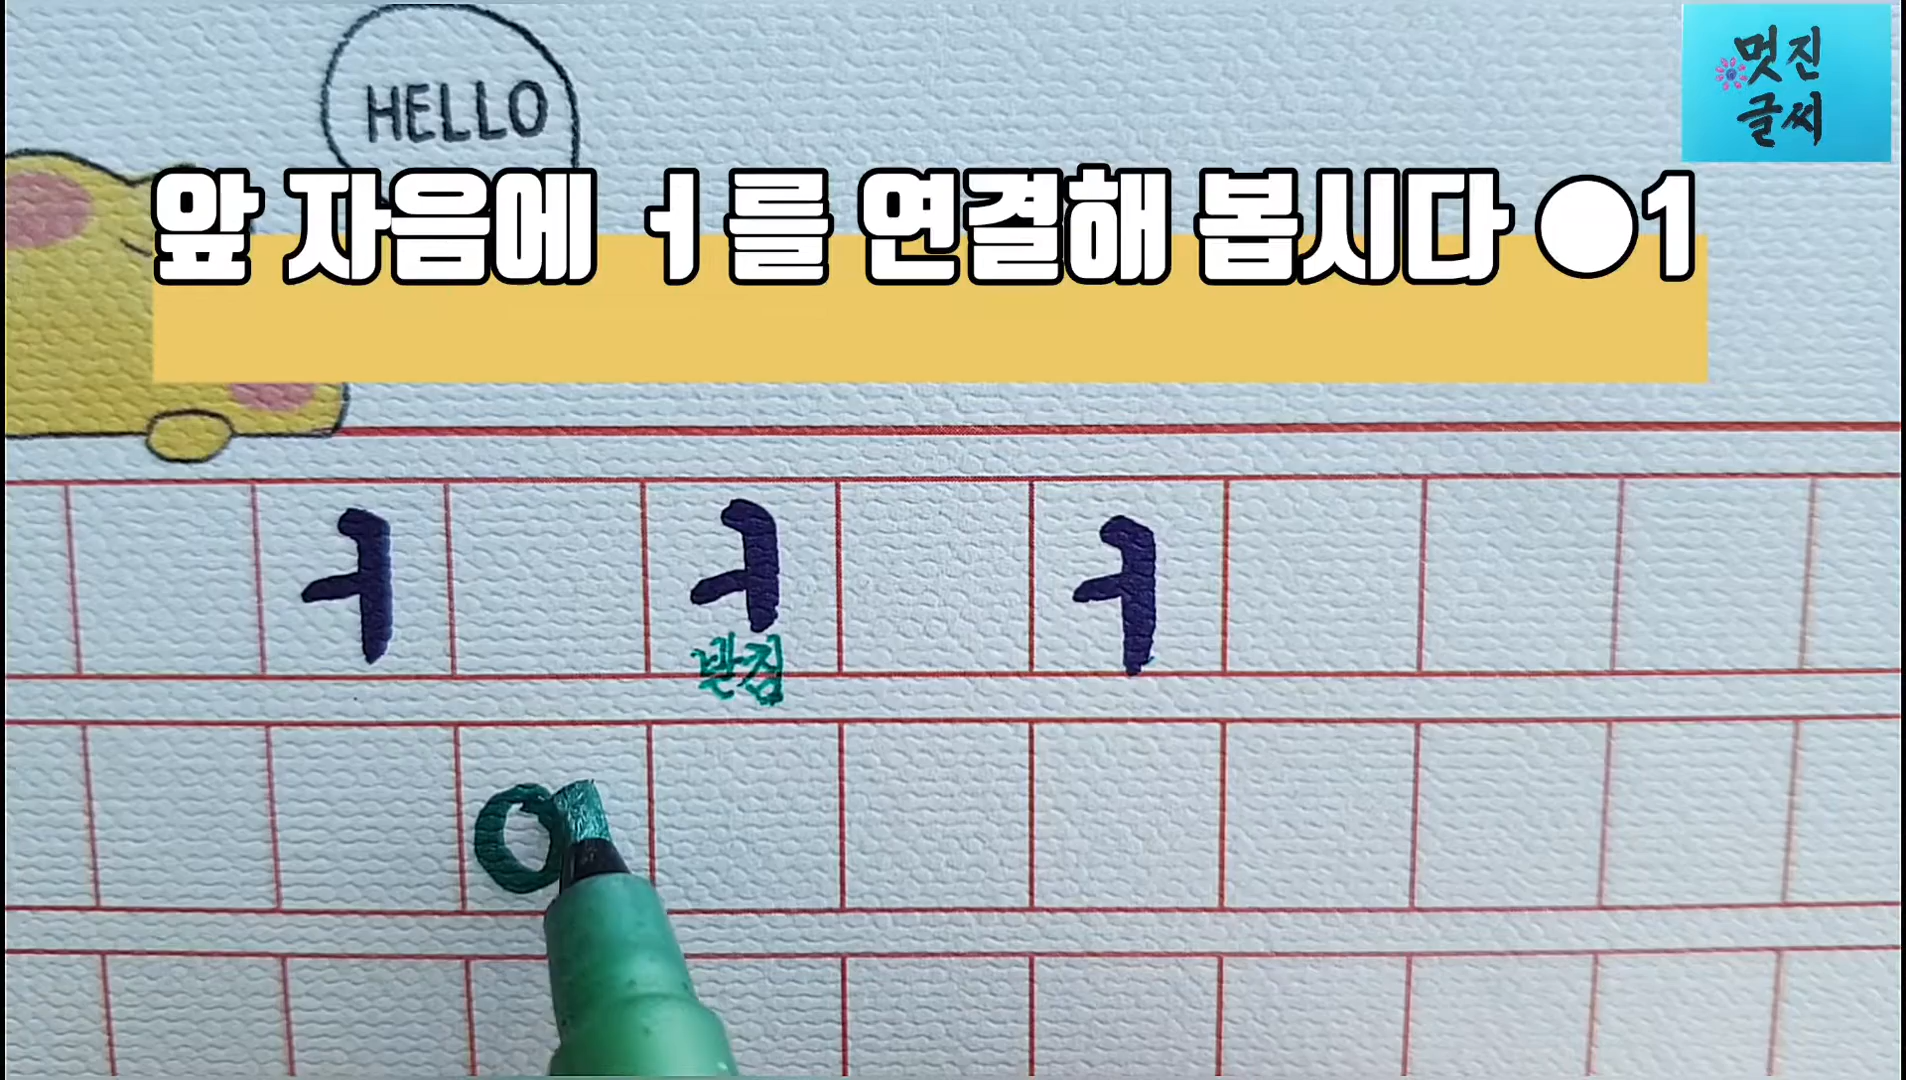 HELLO
멋진
글씨
앞 자음에 ㅓ를 연결해 봅시다 ●1
ㅓ ㅓ ㅓ
받침
ㅇ